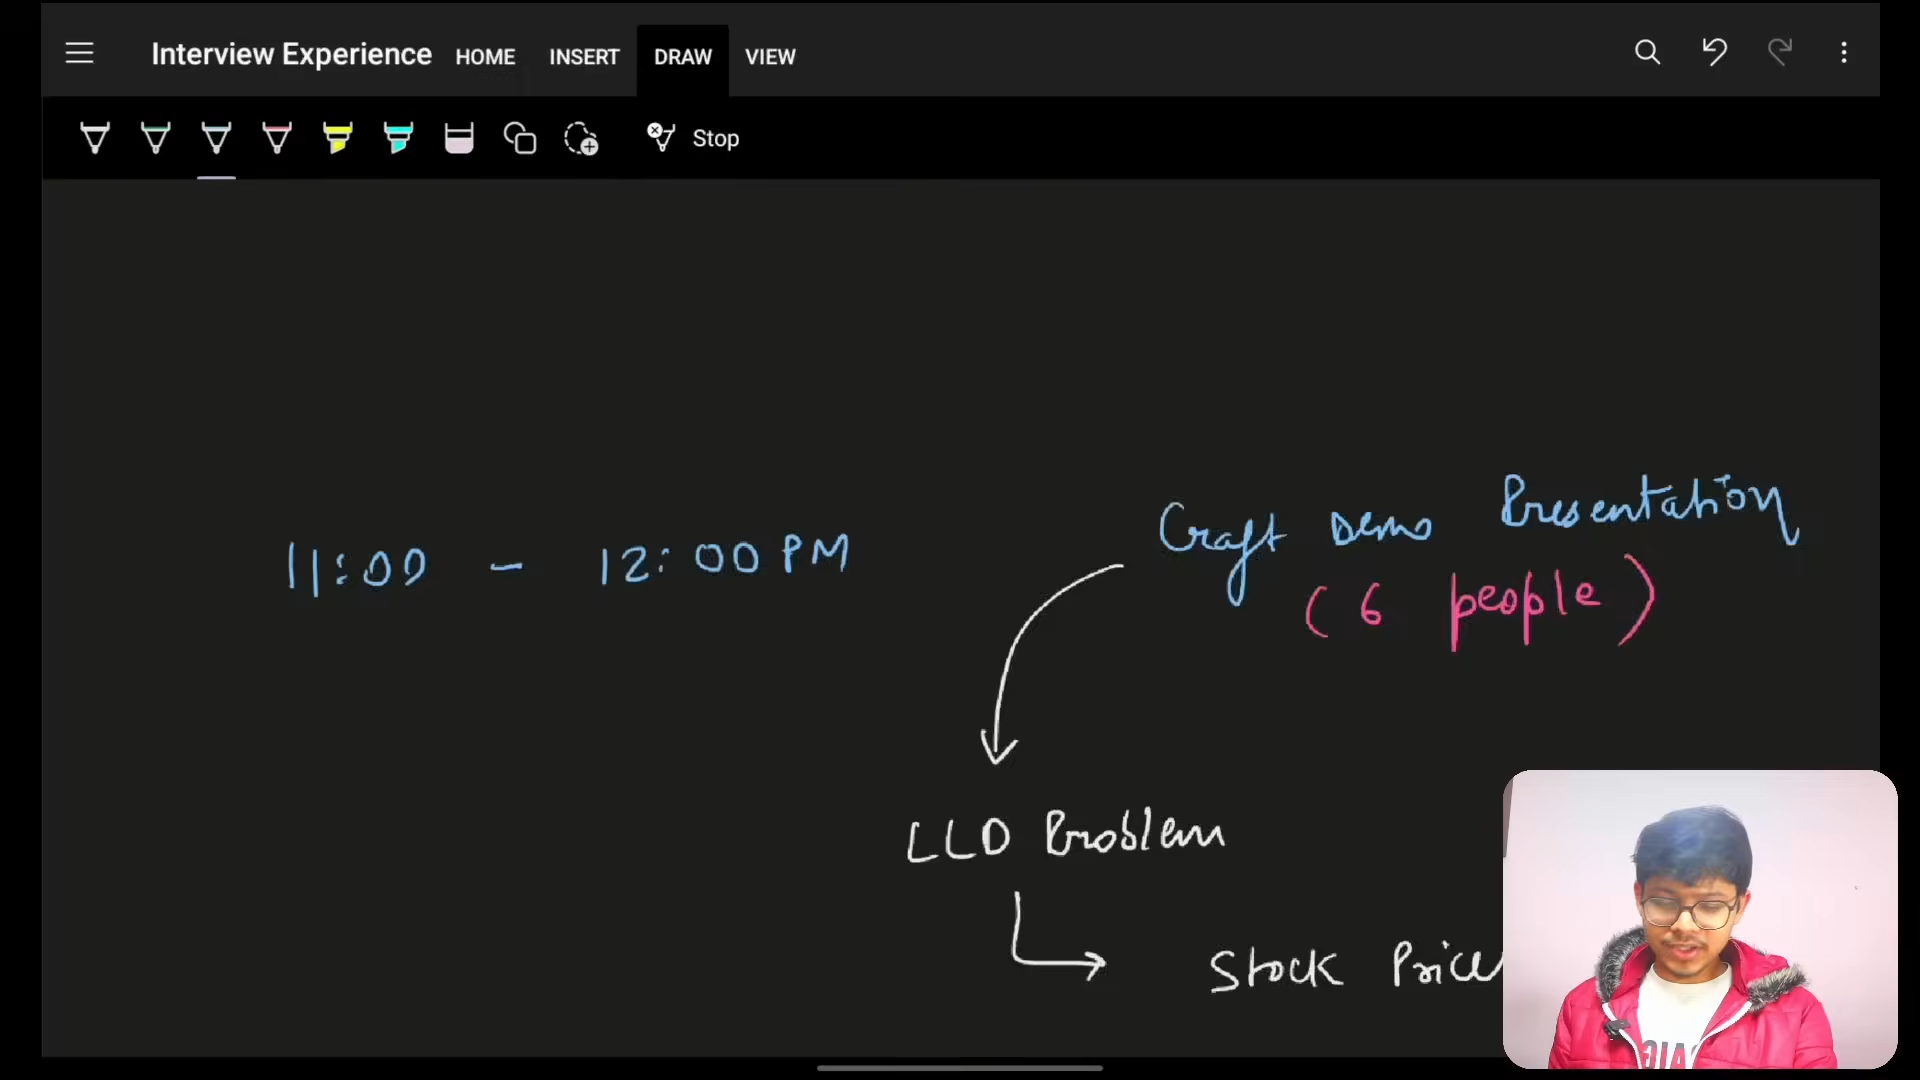 Interview Experience HOME INSERT DRAW VIEW
Stop
11:00 - 12:00 PM
Craft Demo Presentation
(6 people)
LLD Problem
Stock Price